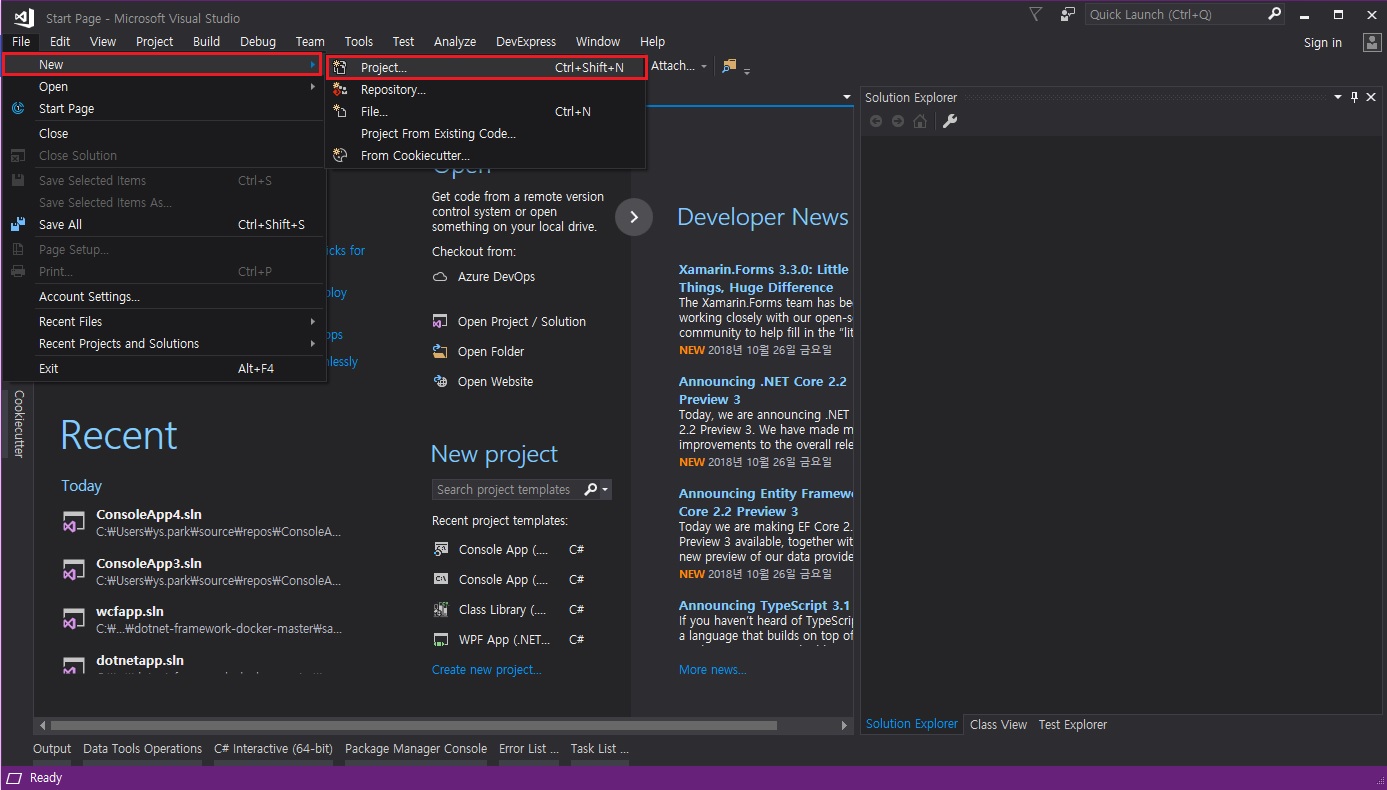 Start Page - Microsoft Visual Studio
Quick Launch (Ctrl+Q)
File Edit View Project Build Debug Team Tools Test Analyze DevExpress Window Help
Sign in
New
Open
Start Page
Close
Close Solution
Save Selected Items Ctrl+S
Save Selected Items As...
Save All Ctrl+Shift+S
Page Setup...
Print... Ctrl+P
Account Settings...
Recent Files
Recent Projects and Solutions
Exit Alt+F4
Project... Ctrl+Shift+N
Repository...
File... Ctrl+N
Project From Existing Code...
From Cookiecutter...
Attach...
Cookiecutter
Recent
Today
ConsoleApp4.sln
C:₩Users₩ys.park₩source₩repos₩ConsoleA...
ConsoleApp3.sln
C:₩Users₩ys.park₩source₩repos₩ConsoleA...
wcfapp.sln
C:₩...₩dotnet-framework-docker-master₩sa...
dotnetapp.sln
Open
Get code from a remote version
control system or open
something on your local drive.
Checkout from:
Azure DevOps
Open Project / Solution
Open Folder
Open Website
New project
Search project templates
Recent project templates:
Console App (.... C#
Console App (.... C#
Class Library (.... C#
WPF App (.NET... C#
Create new project...
Developer News
Xamarin.Forms 3.3.0: Little
Things, Huge Difference
The Xamarin.Forms team has bee
working closely with our open-s
community to help fill in the "lit
NEW 2018년 10월 26일 금요일
Announcing .NET Core 2.2
Preview 3
Today, we are announcing .NET
2.2 Preview 3. We have made m
improvements to the overall rele
NEW 2018년 10월 26일 금요일
Announcing Entity Framewo
Core 2.2 Preview 3
Today we are making EF Core 2.
Preview 3 available, together wit
new preview of our data provide
NEW 2018년 10월 26일 금요일
Announcing TypeScript 3.1
If you haven't heard of TypeScrip
a language that builds on top of
More news...
Solution Explorer
Solution Explorer Class View Test Explorer
Output Data Tools Operations C# Interactive (64-bit) Package Manager Console Error List ... Task List ...
Ready